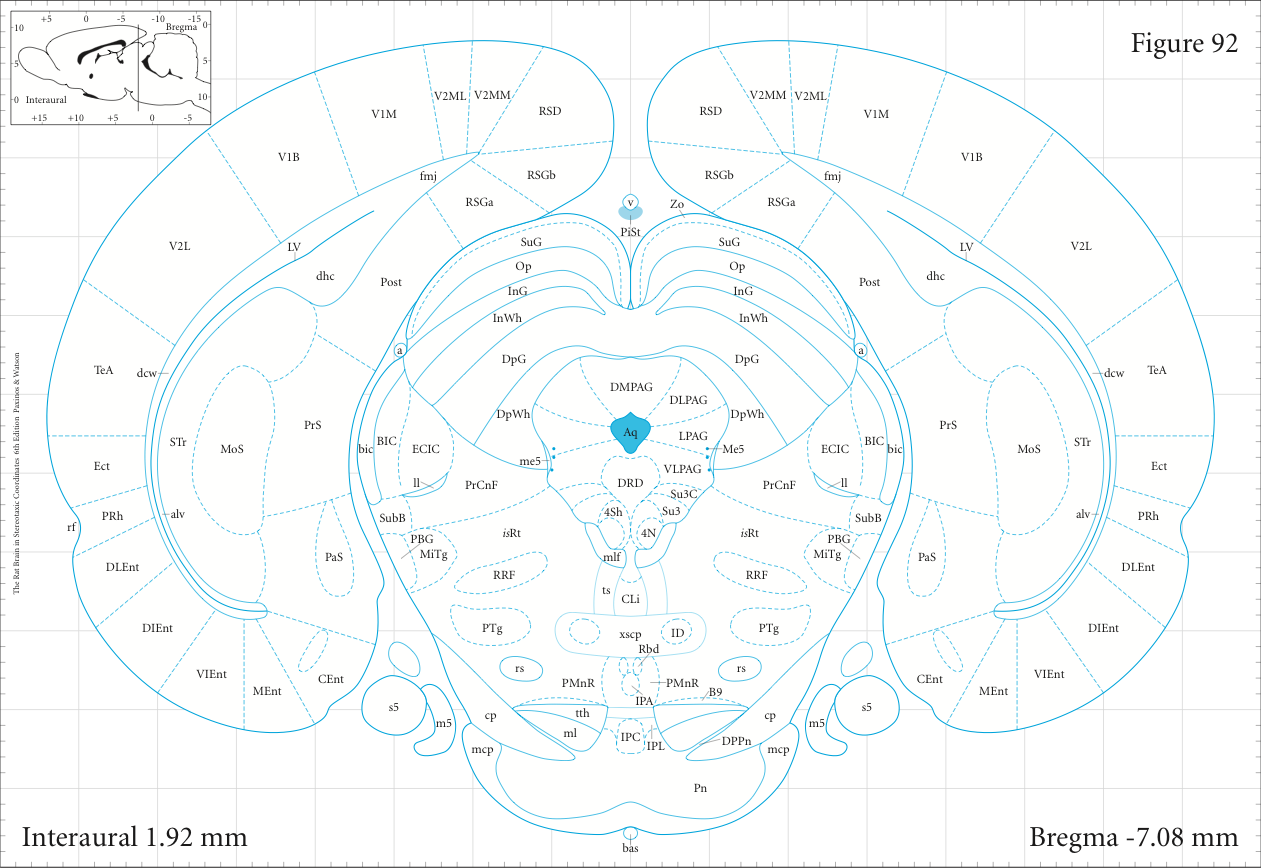 Figure 92
+5 0 -5 -10 -15
Bregma
10 5 0
0 5 10
Interaural
+15 +10 +5 0 -5
V1M V2ML V2MM RSD RSD V2MM V2ML V1M
V1B fmj RSGb RSGb fmj V1B
RSGa v Zo RSGa
PiSt
V2L LV SuG SuG LV V2L
dhc Post Op Op Post dhc
InG InG
InWh InWh
a DpG DpG a
TeA dcw DMPAG dcw TeA
DLPAG
MoS PrS DpWh DpWh PrS MoS
STr Aq LPAG STr
bic BIC ECIC Me5 ECIC BIC bic
Ect me5 VLPAG Ect
ll PrCnF DRD Su3C PrCnF ll
PRh alv SubB 4Sh Su3 SubB alv PRh
rf isRt 4N isRt
PBG PBG
MiTg MiTg
DLEnt PaS mlf PaS DLEnt
RRF RRF
ts CLi
DIEnt PTg xscp ID PTg DIEnt
Rbd
VIEnt MEnt CEnt rs PMnR PMnR rs CEnt MEnt VIEnt
IPA B9
s5 m5 cp tth cp m5 s5
ml IPC IPL DPPn
mcp mcp
Pn
bas
The Rat Brain in Stereotaxic Coordinates 6th Edition Paxinos & Watson
Interaural 1.92 mm
Bregma -7.08 mm